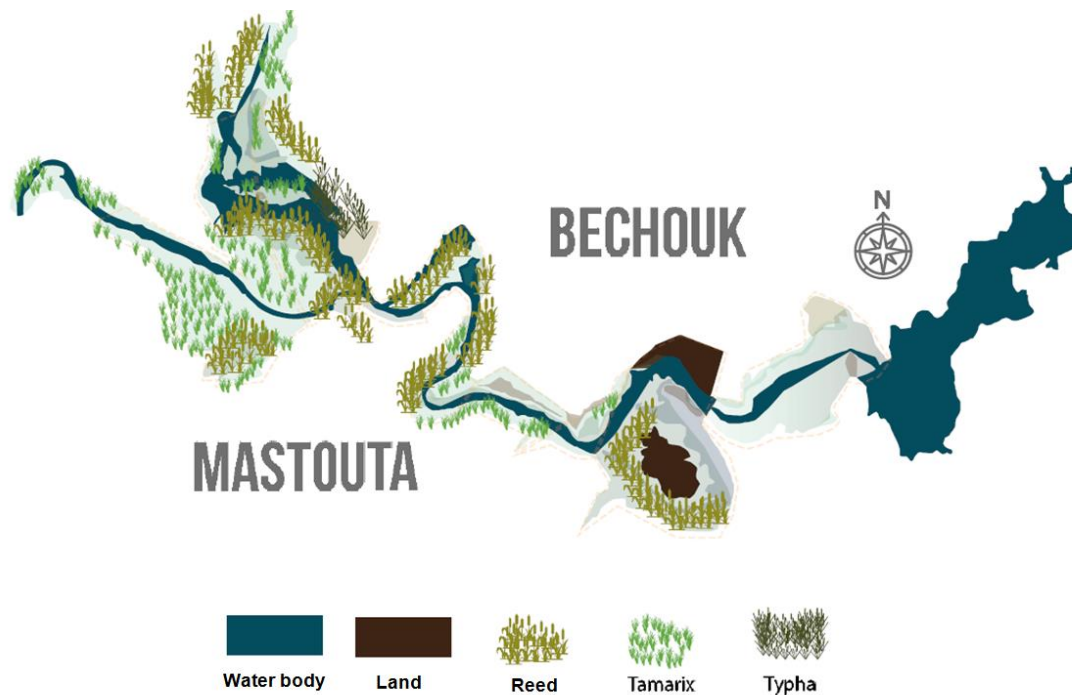 N
BECHOUK
MASTOUTA
Water body
Land
Reed
Tamarix
Typha